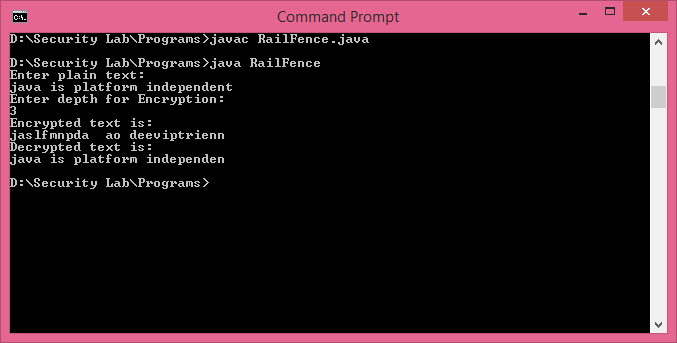 Command Prompt
D:\Security Lab\Programs>javac RailFence.java
D:\Security Lab\Programs>java RailFence
Enter plain text:
java is platform independent
Enter depth for Encryption:
3
Encrypted text is:
jaslfmnpda  ao deeviptrienn
Decrypted text is:
java is platform independen
D:\Security Lab\Programs>